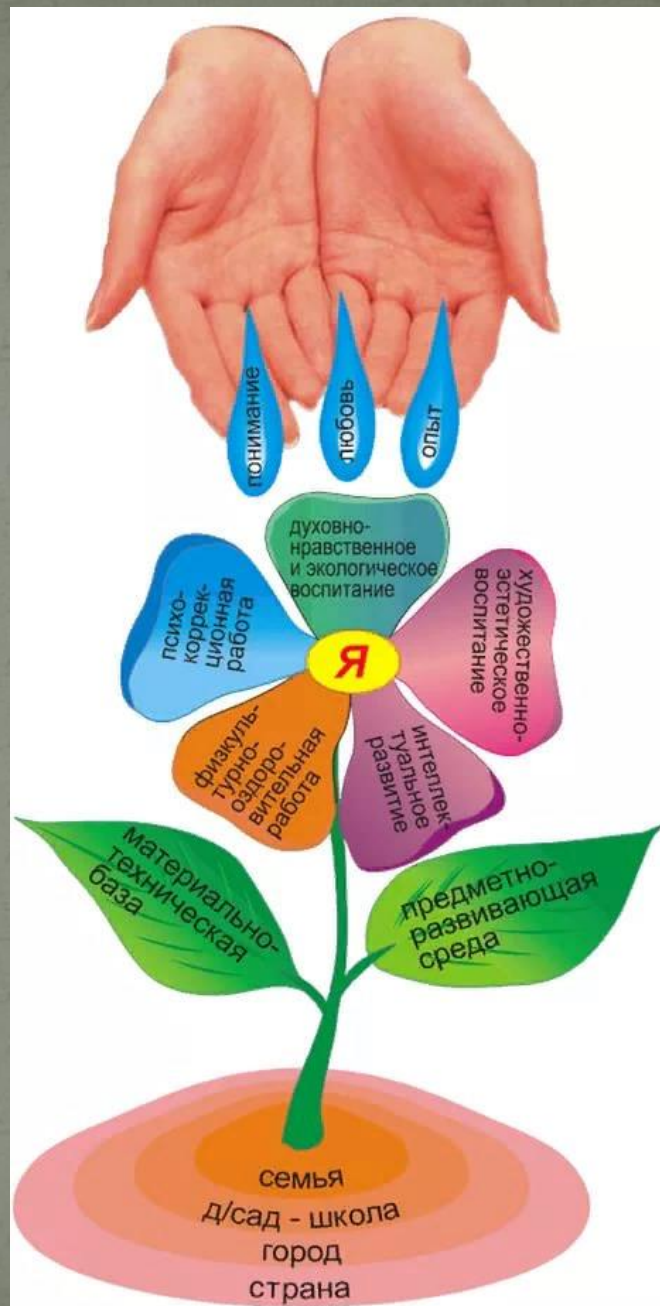 понимание
любовь
опыт
духовно-
нравственное
и экологическое
воспитание
психо-
коррек-
ционная
работа
Я
художественно-
эстетическое
воспитание
физкуль-
турно-
оздоро-
вительная
работа
интеллек-
туальное
развитие
материально-
техническая
база
предметно-
развивающая
среда
семья
д/сад - школа
город
страна